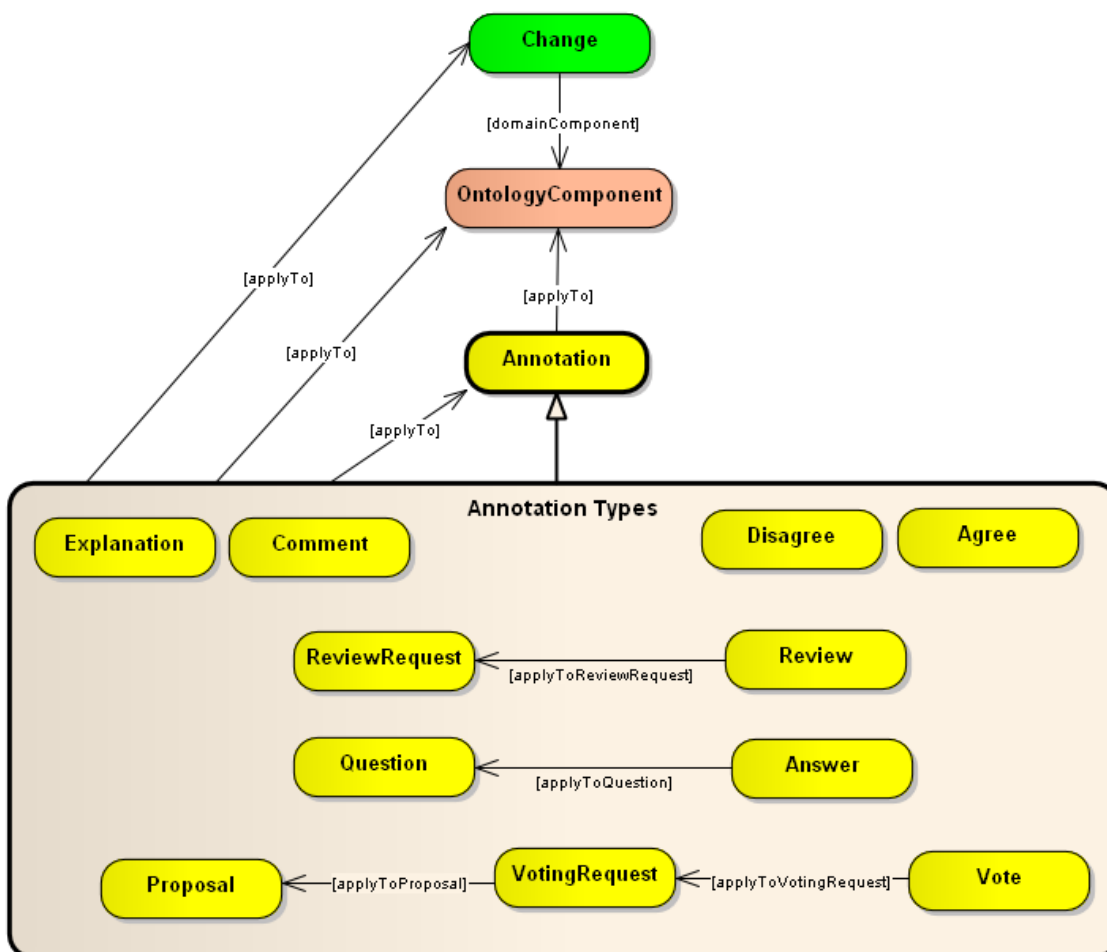 Change
[domainComponent]
OntologyComponent
[applyTo]
[applyTo]
[applyTo]
Annotation
[applyTo]
Annotation Types
Explanation
Comment
Disagree
Agree
ReviewRequest
[applyToReviewRequest]
Review
Question
[applyToQuestion]
Answer
Proposal
[applyToProposal]
VotingRequest
[applyToVotingRequest]
Vote